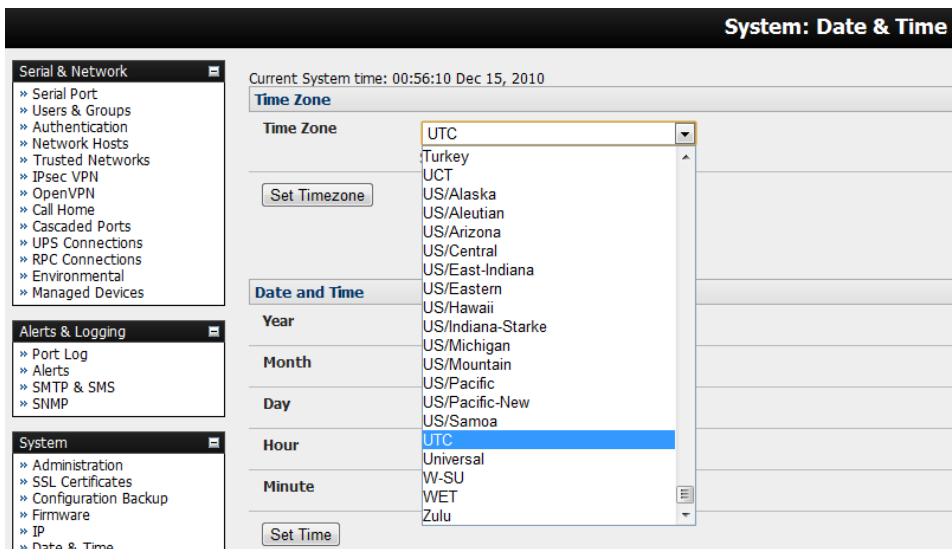 System: Date & Time
Serial & Network
» Serial Port
» Users & Groups
» Authentication
» Network Hosts
» Trusted Networks
» IPsec VPN
» OpenVPN
» Call Home
» Cascaded Ports
» UPS Connections
» RPC Connections
» Environmental
» Managed Devices
Alerts & Logging
» Port Log
» Alerts
» SMTP & SMS
» SNMP
System
» Administration
» SSL Certificates
» Configuration Backup
» Firmware
» IP
» Date & Time
Current System time: 00:56:10 Dec 15, 2010
Time Zone
Time Zone
UTC
Turkey
UCT
US/Alaska
US/Aleutian
US/Arizona
US/Central
US/East-Indiana
US/Eastern
US/Hawaii
US/Indiana-Starke
US/Michigan
US/Mountain
US/Pacific
US/Pacific-New
US/Samoa
UTC
Universal
W-SU
WET
Zulu
Set Timezone
Date and Time
Year
Month
Day
Hour
Minute
Set Time